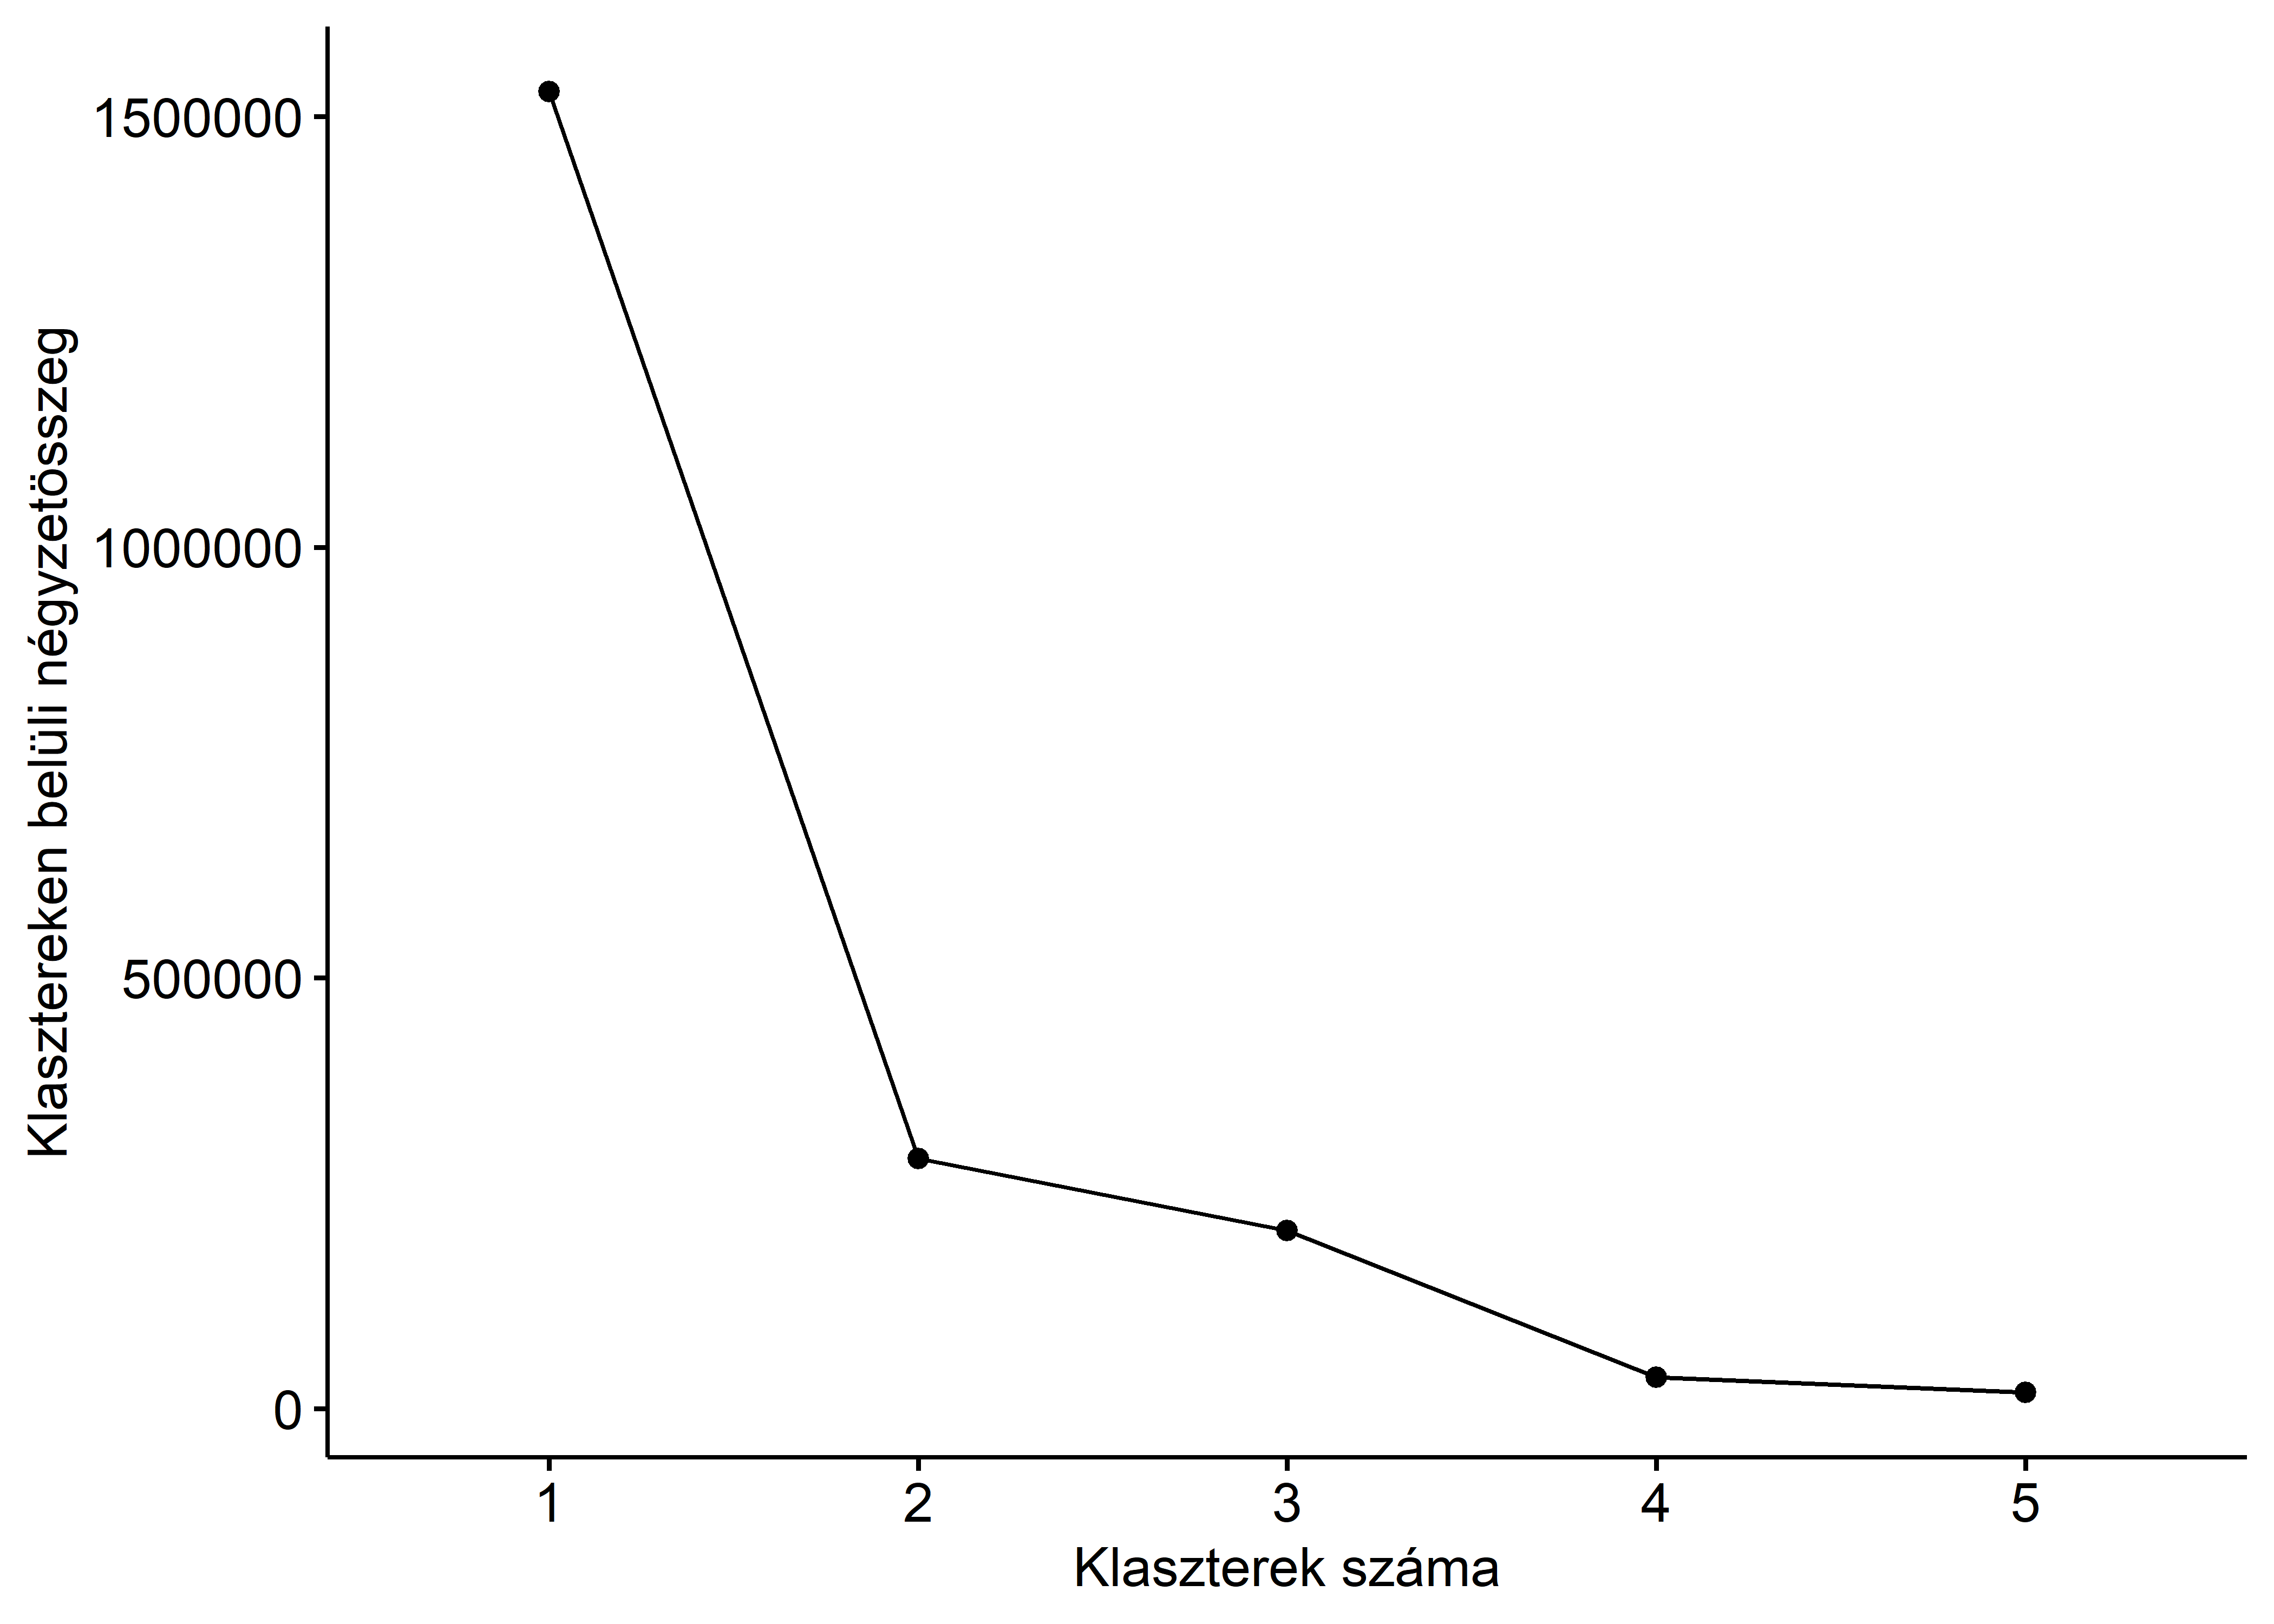 Klasztereken belüli négyzetösszeg
1500000
1000000
500000
0
1 2 3 4 5
Klaszterek száma